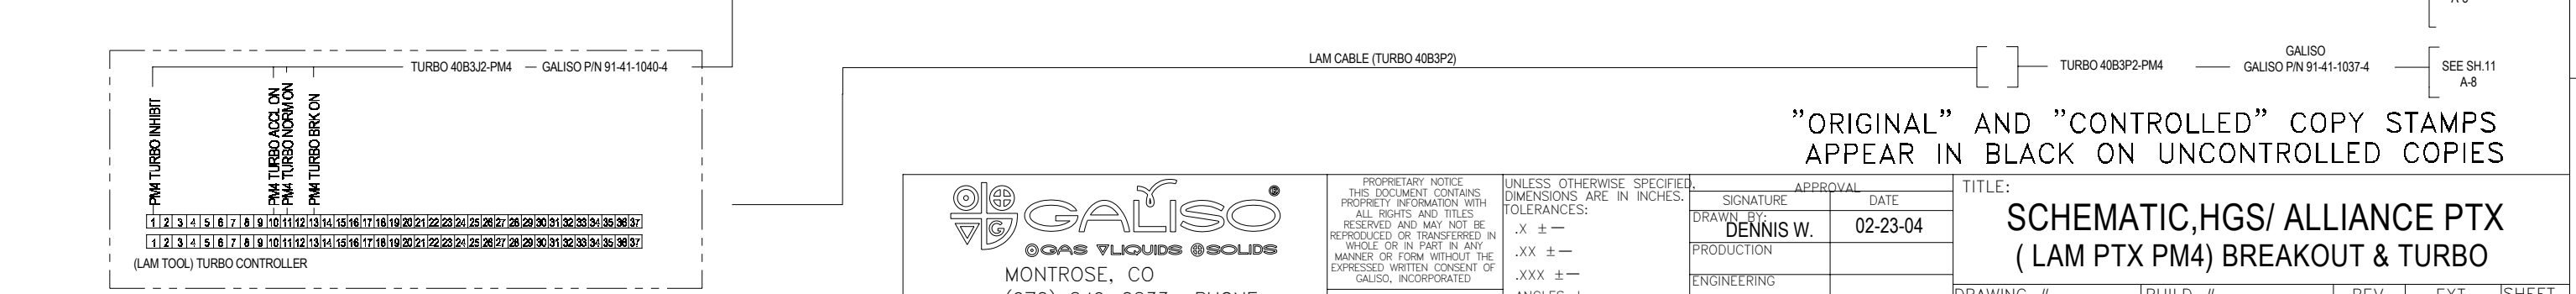 A-8
TURBO 40B3J2-PM4 — GALISO P/N 91-41-1040-4
PM4 TURBO INHIBIT
PM4 TURBO ACCL ON
PM4 TURBO NORM ON
PM4 TURBO BRK ON
1 2 3 4 5 6 7 8 9 10 11 12 13 14 15 16 17 18 19 20 21 22 23 24 25 26 27 28 29 30 31 32 33 34 35 36 37
1 2 3 4 5 6 7 8 9 10 11 12 13 14 15 16 17 18 19 20 21 22 23 24 25 26 27 28 29 30 31 32 33 34 35 36 37
(LAM TOOL) TURBO CONTROLLER
LAM CABLE (TURBO 40B3P2)
TURBO 40B3P2-PM4
GALISO
GALISO P/N 91-41-1037-4
SEE SH.11
A-8
"ORIGINAL" AND "CONTROLLED" COPY STAMPS
APPEAR IN BLACK ON UNCONTROLLED COPIES
GALISO ®
GAS LIQUIDS SOLIDS
MONTROSE, CO
PROPRIETARY NOTICE
THIS DOCUMENT CONTAINS
PROPRIETY INFORMATION WITH
ALL RIGHTS AND TITLES
RESERVED AND MAY NOT BE
REPRODUCED OR TRANSFERRED IN
WHOLE OR IN PART IN ANY
MANNER OR FORM WITHOUT THE
EXPRESSED WRITTEN CONSENT OF
GALISO, INCORPORATED
UNLESS OTHERWISE SPECIFIED.
DIMENSIONS ARE IN INCHES.
TOLERANCES:
.X ±—
.XX ±—
.XXX ±—
APPROVAL
SIGNATURE DATE
DRAWN BY:
DENNIS W. 02-23-04
PRODUCTION
ENGINEERING
TITLE:
SCHEMATIC,HGS/ ALLIANCE PTX
( LAM PTX PM4) BREAKOUT & TURBO
DRAWING # BUILD # REV EXT SHEET